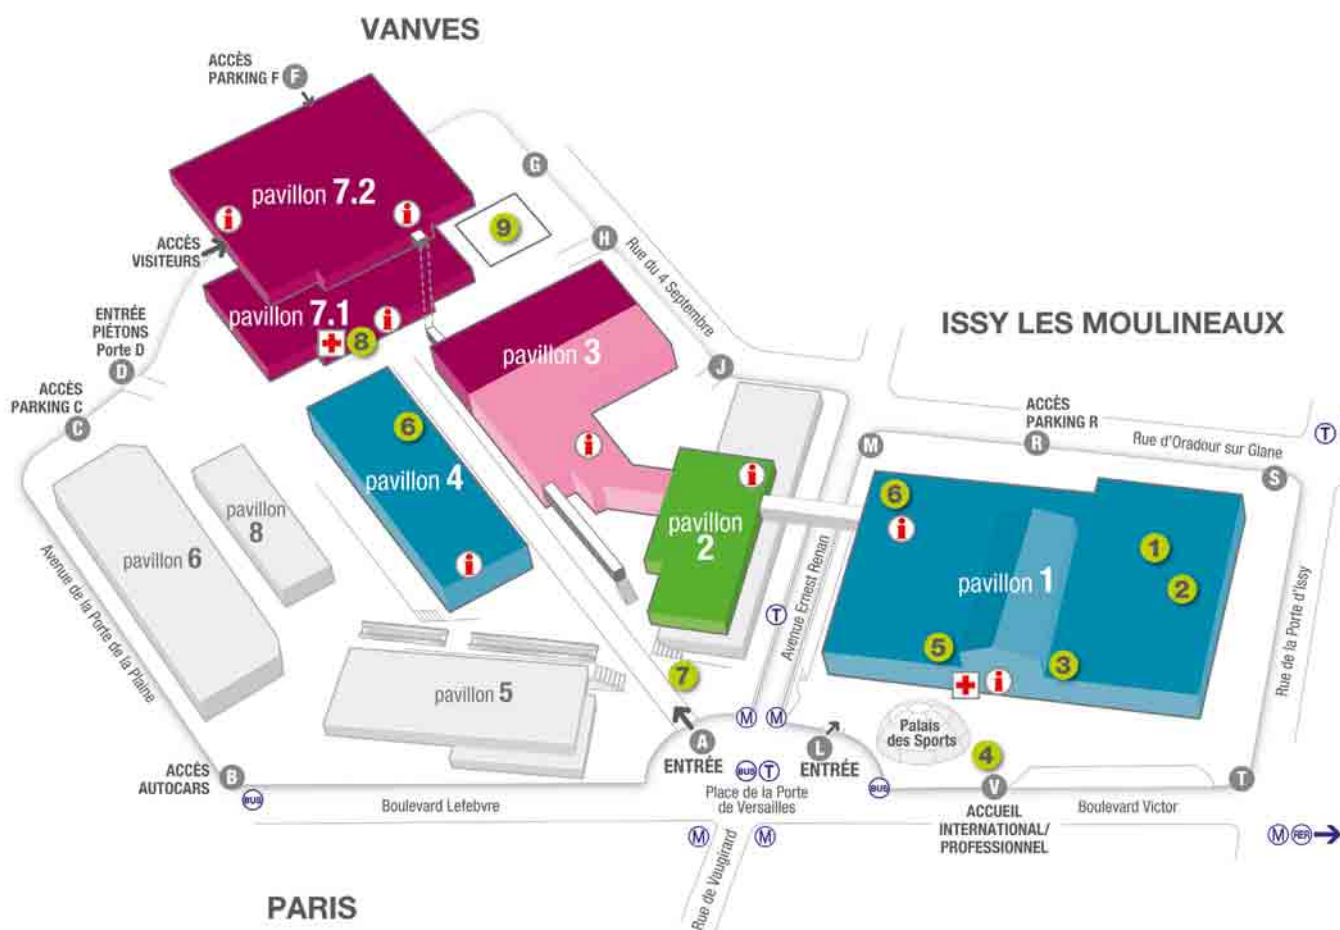 VANVES
ACCÈS
PARKING F
F
pavillon 7.2
i
i
G
9
ACCÈS
VISITEURS
H
Rue du 4 Septembre
pavillon 7.1
i
8
ENTRÉE
PIÉTONS
Porte D
D
ISSY LES MOULINEAUX
pavillon 3
J
ACCÈS
PARKING C
C
6
pavillon 4
i
i
ACCÈS
PARKING R
R
M
Rue d'Oradour sur Glane
T
S
pavillon
2
i
6
i
pavillon
8
pavillon 6
Avenue de la Porte de la Plaine
1
2
pavillon 1
Avenue Ernest Renan
T
Rue de la Porte d'Issy
5
3
i
7
pavillon 5
M
M
Palais
des Sports
4
A
ENTRÉE
L
ENTRÉE
ACCÈS
AUTOCARS
B
BUS
BUS
T
BUS
Boulevard Lefebvre
Place de la Porte
de Versailles
V
ACCUEIL
INTERNATIONAL/
PROFESSIONNEL
Boulevard Victor
T
M
M
M
RER
Rue de Vaugirard
PARIS